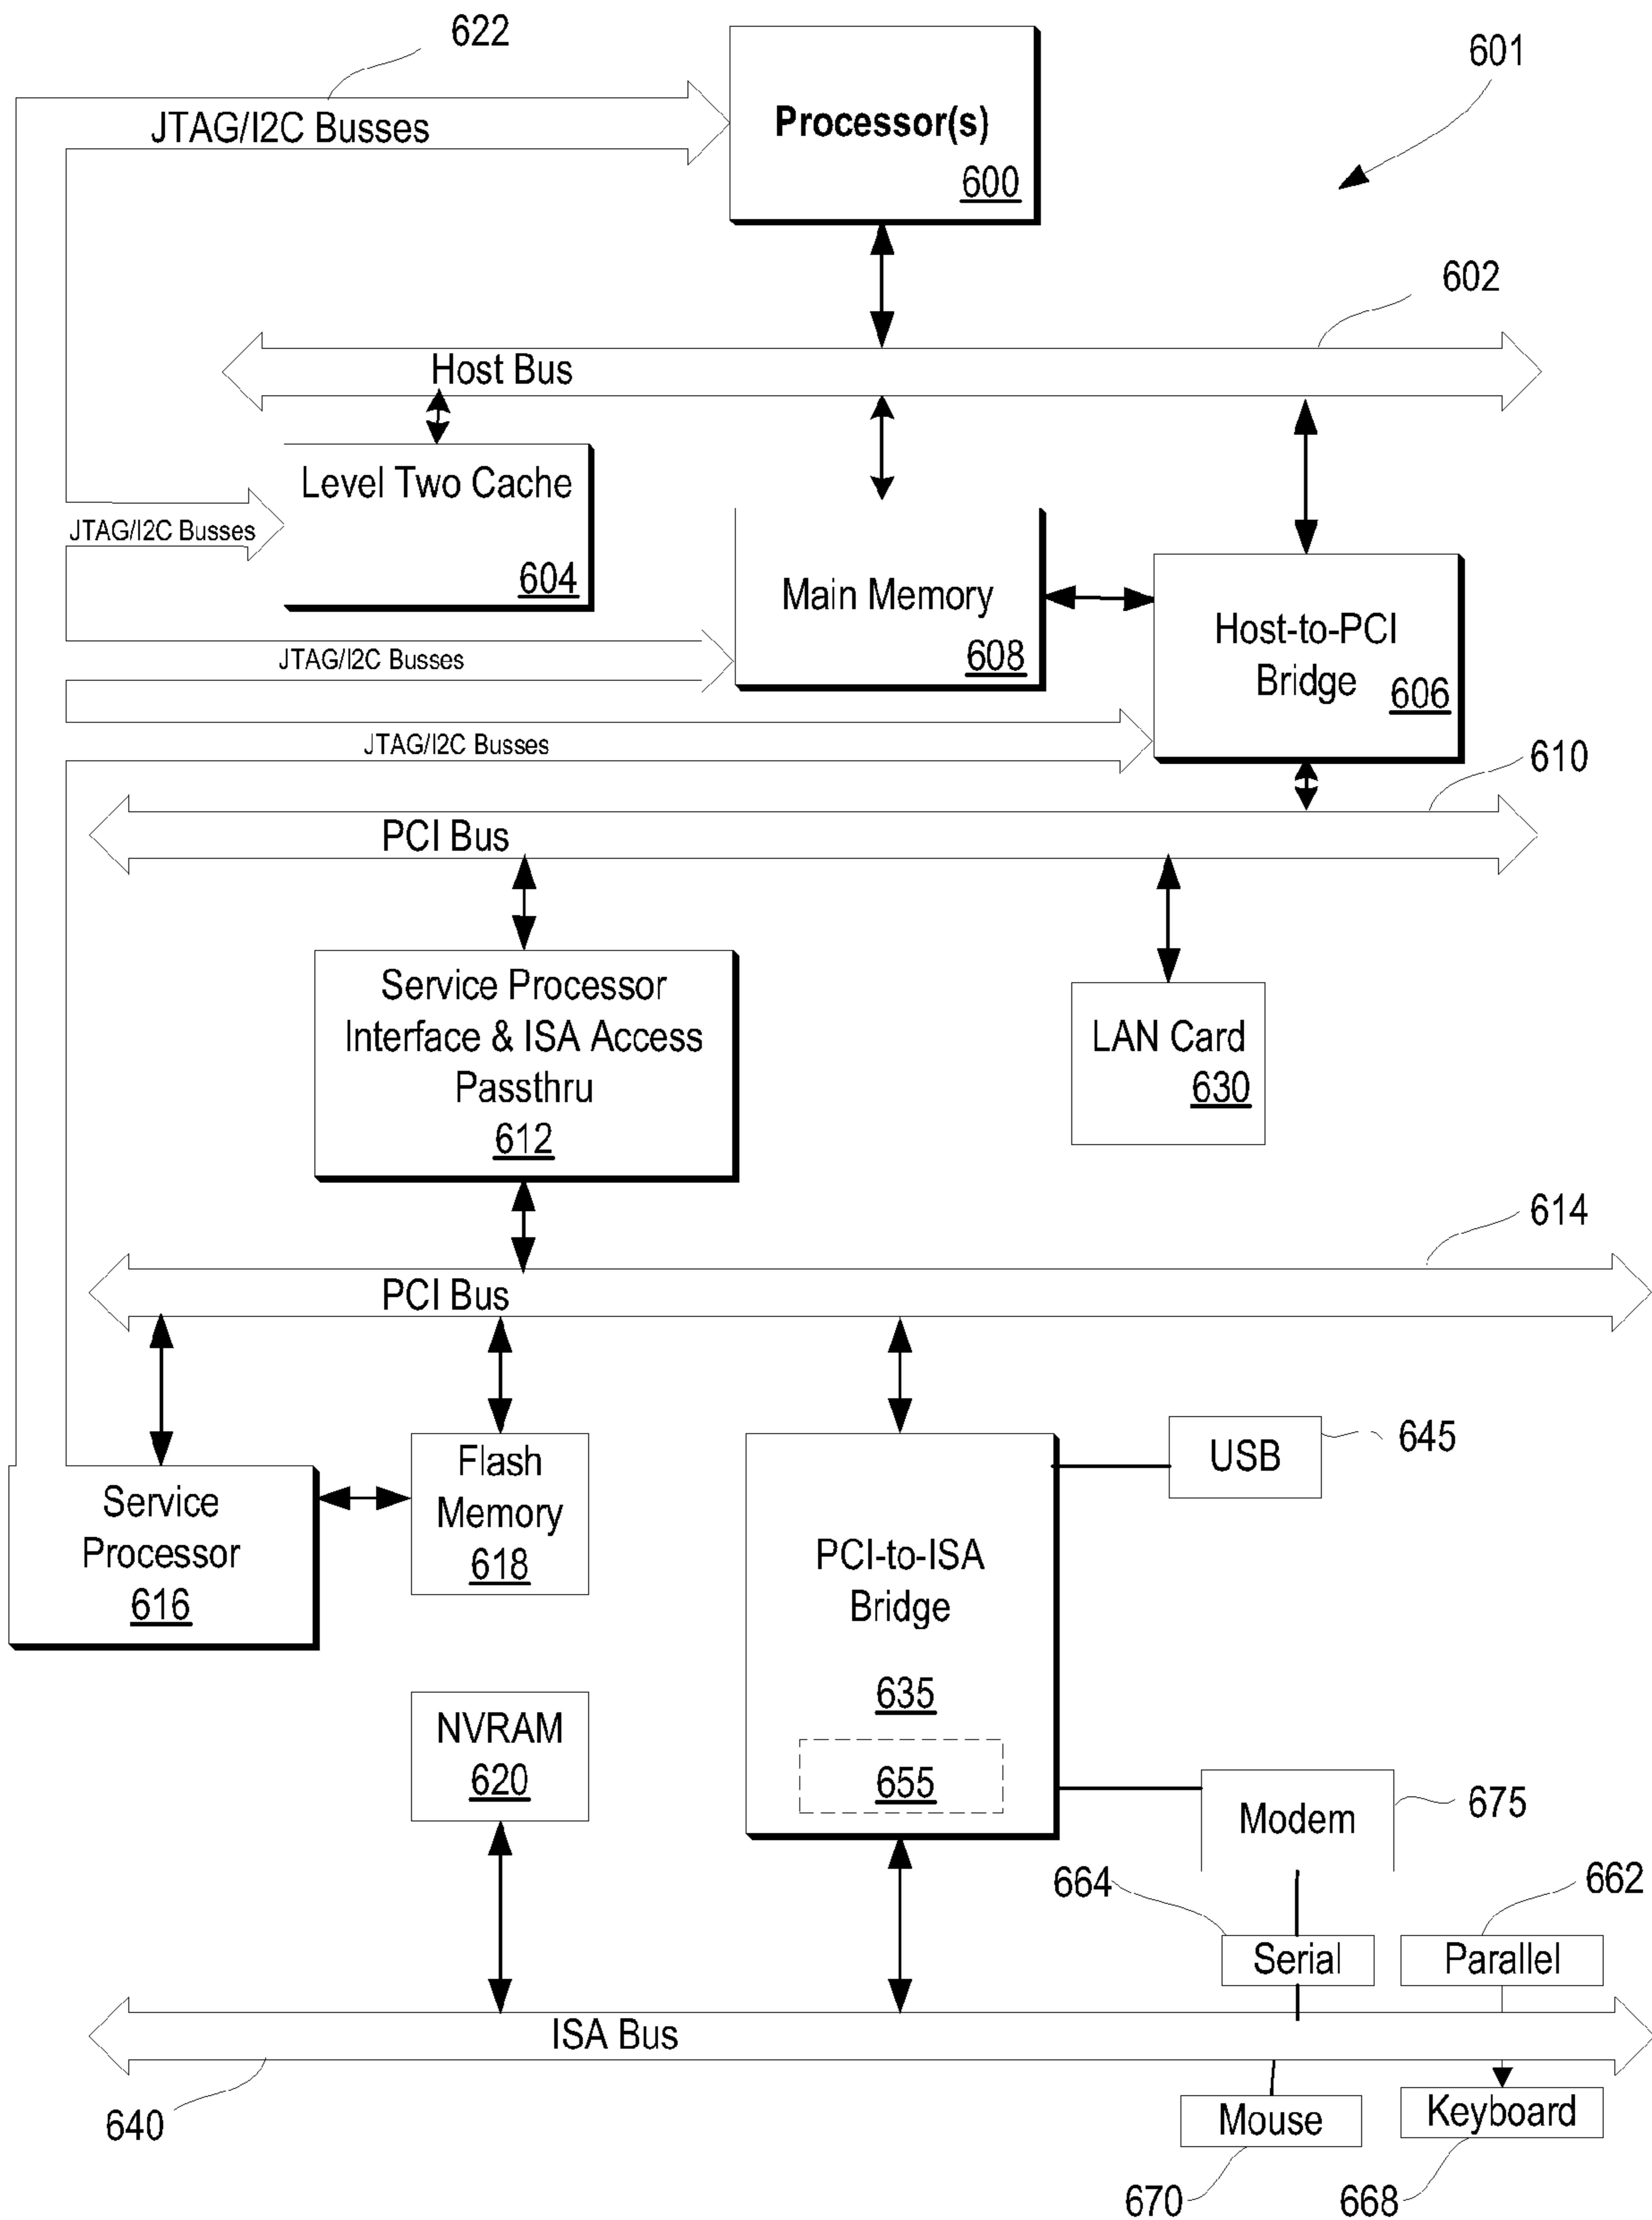 622
601
JTAG/I2C Busses
Processor(s)
600
602
Host Bus
Level Two Cache
JTAG/I2C Busses
604
Main Memory
608
Host-to-PCI
Bridge
606
JTAG/I2C Busses
JTAG/I2C Busses
610
PCI Bus
Service Processor
Interface & ISA Access
Passthru
612
LAN Card
630
614
PCI Bus
Service
Processor
616
Flash
Memory
618
USB
645
PCI-to-ISA
Bridge
635
655
NVRAM
620
Modem
675
664
662
Serial
Parallel
ISA Bus
640
Mouse
Keyboard
670
668